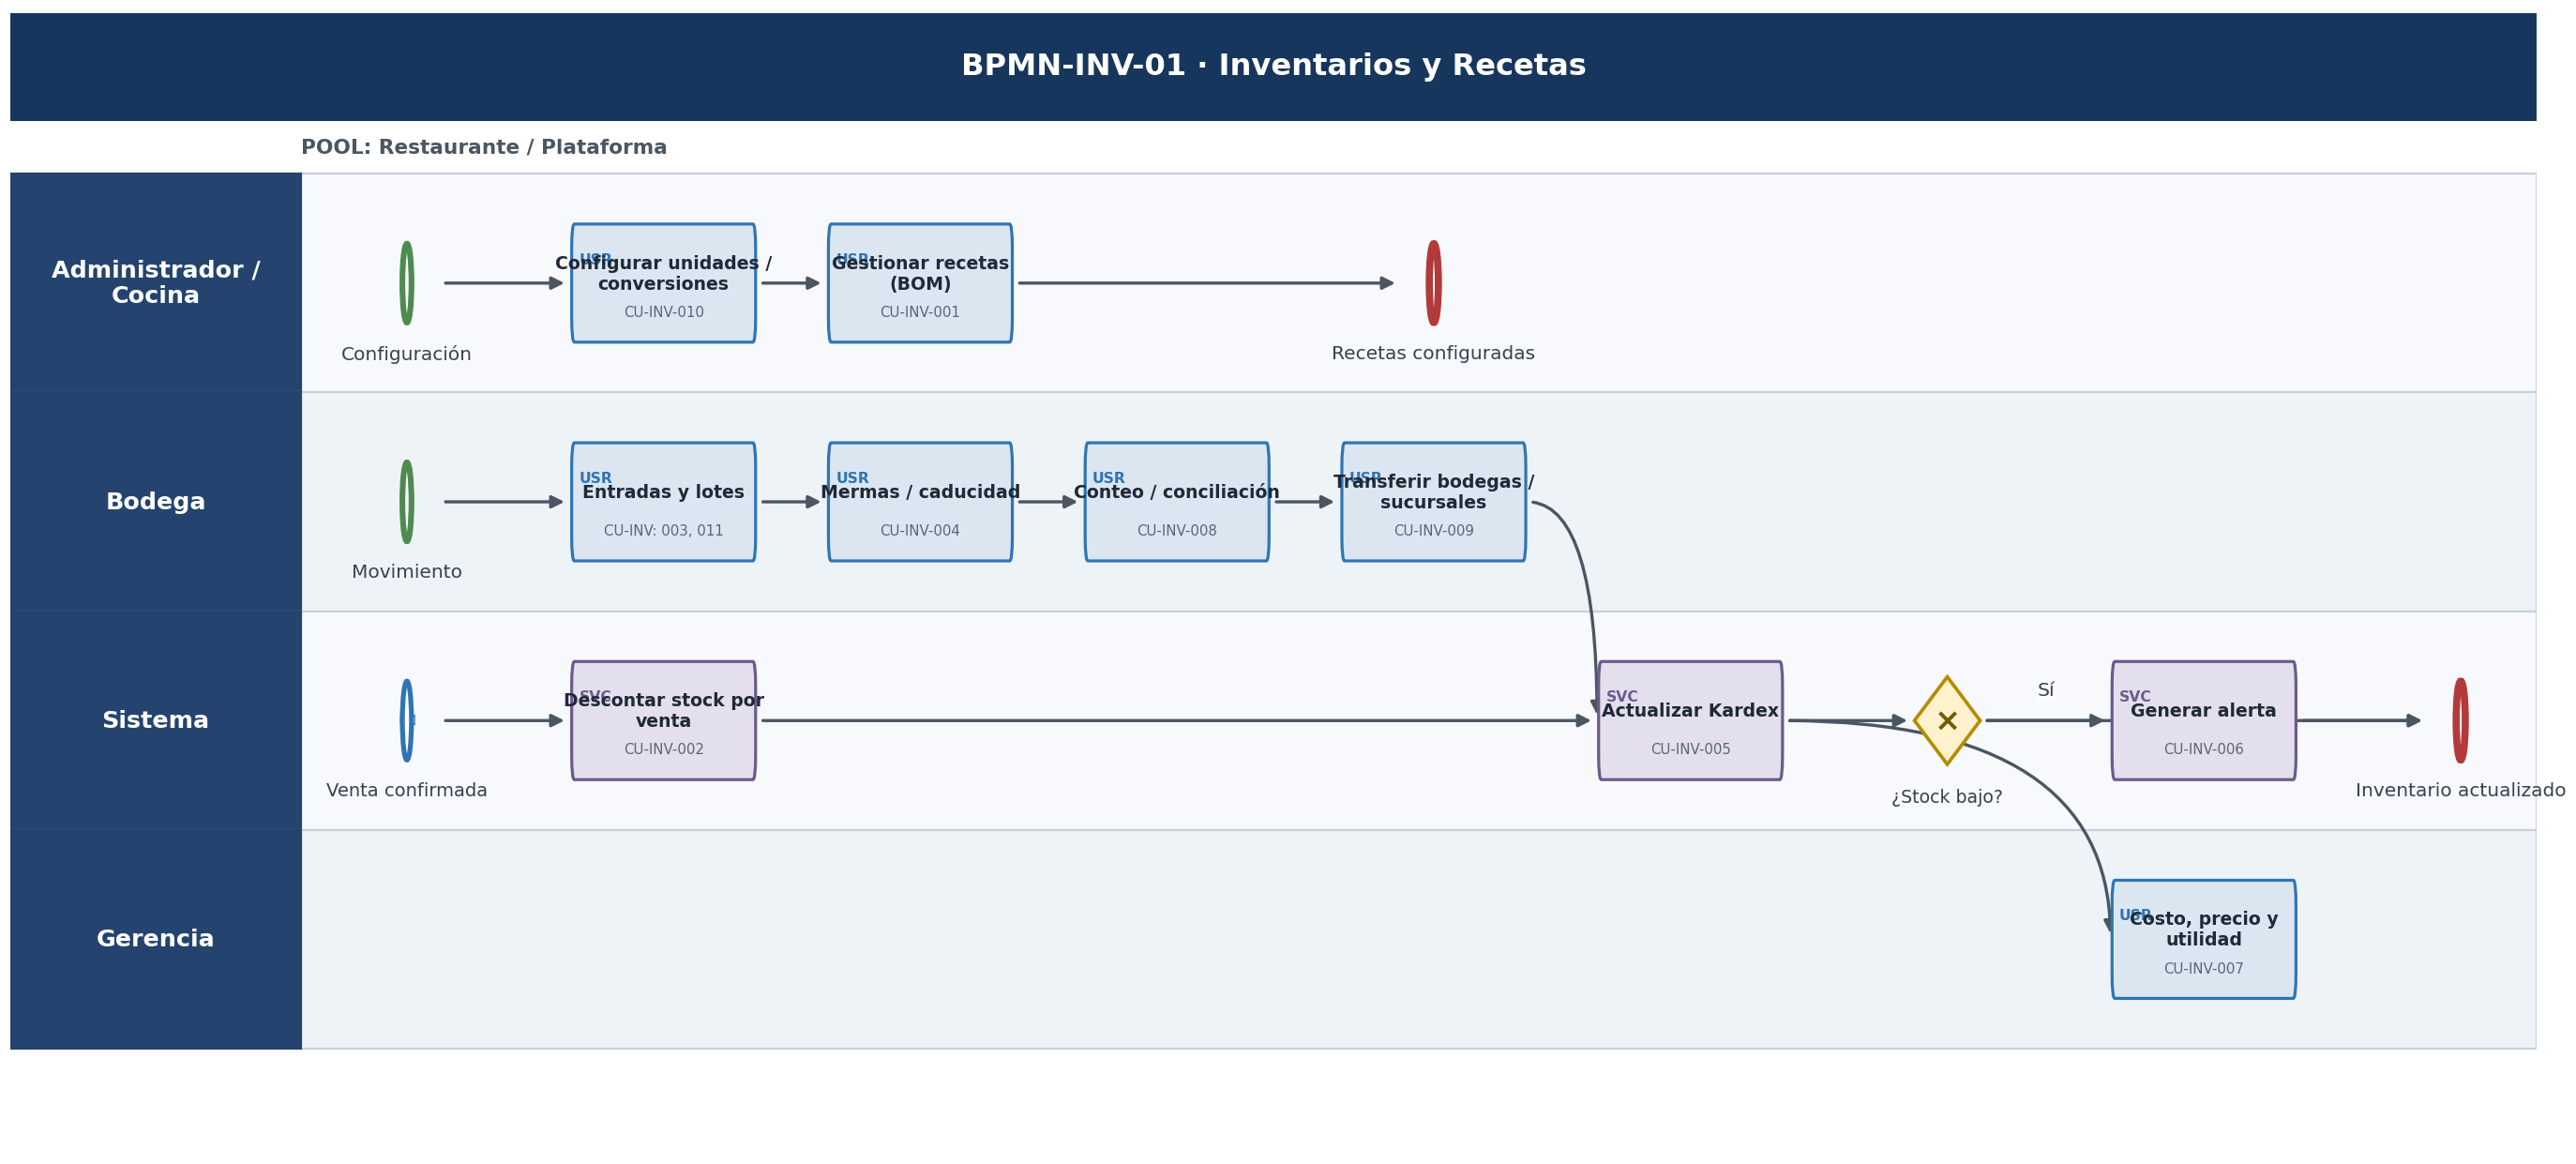 BPMN-INV-01 · Inventarios y Recetas
POOL: Restaurante / Plataforma
Administrador /
Cocina
Configuración
USR
Configurar unidades /
conversiones
CU-INV-010
USR
Gestionar recetas
(BOM)
CU-INV-001
Recetas configuradas
Bodega
Movimiento
USR
Entradas y lotes
CU-INV: 003, 011
USR
Mermas / caducidad
CU-INV-004
USR
Conteo / conciliación
CU-INV-008
USR
Transferir bodegas /
sucursales
CU-INV-009
Sistema
Venta confirmada
SVC
Descontar stock por
venta
CU-INV-002
SVC
Actualizar Kardex
CU-INV-005
¿Stock bajo?
Sí
SVC
Generar alerta
CU-INV-006
Inventario actualizado
Gerencia
USR
Costo, precio y
utilidad
CU-INV-007